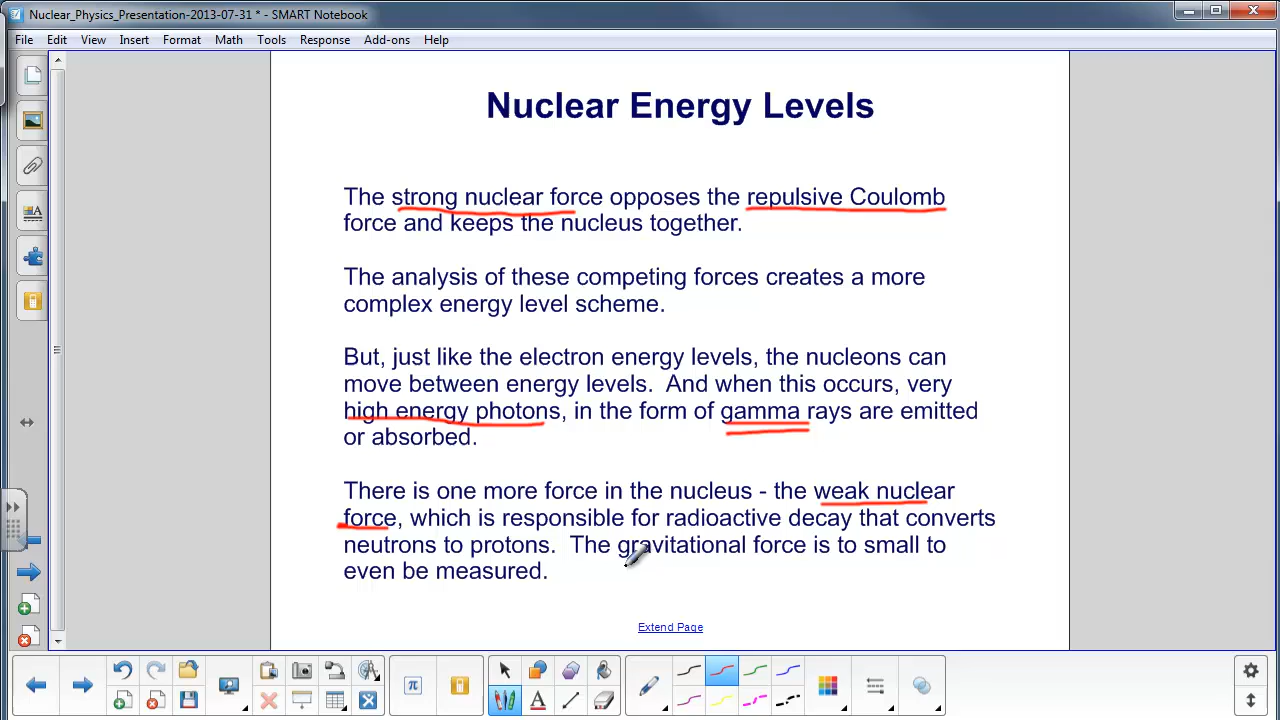 Nuclear_Physics_Presentation-2013-07-31 * - SMART Notebook
File Edit View Insert Format Math Tools Response Add-ons Help
Nuclear Energy Levels
The strong nuclear force opposes the repulsive Coulomb
force and keeps the nucleus together.
The analysis of these competing forces creates a more
complex energy level scheme.
But, just like the electron energy levels, the nucleons can
move between energy levels.  And when this occurs, very
high energy photons, in the form of gamma rays are emitted
or absorbed.
There is one more force in the nucleus - the weak nuclear
force, which is responsible for radioactive decay that converts
neutrons to protons.  The gravitational force is to small to
even be measured.
Extend Page